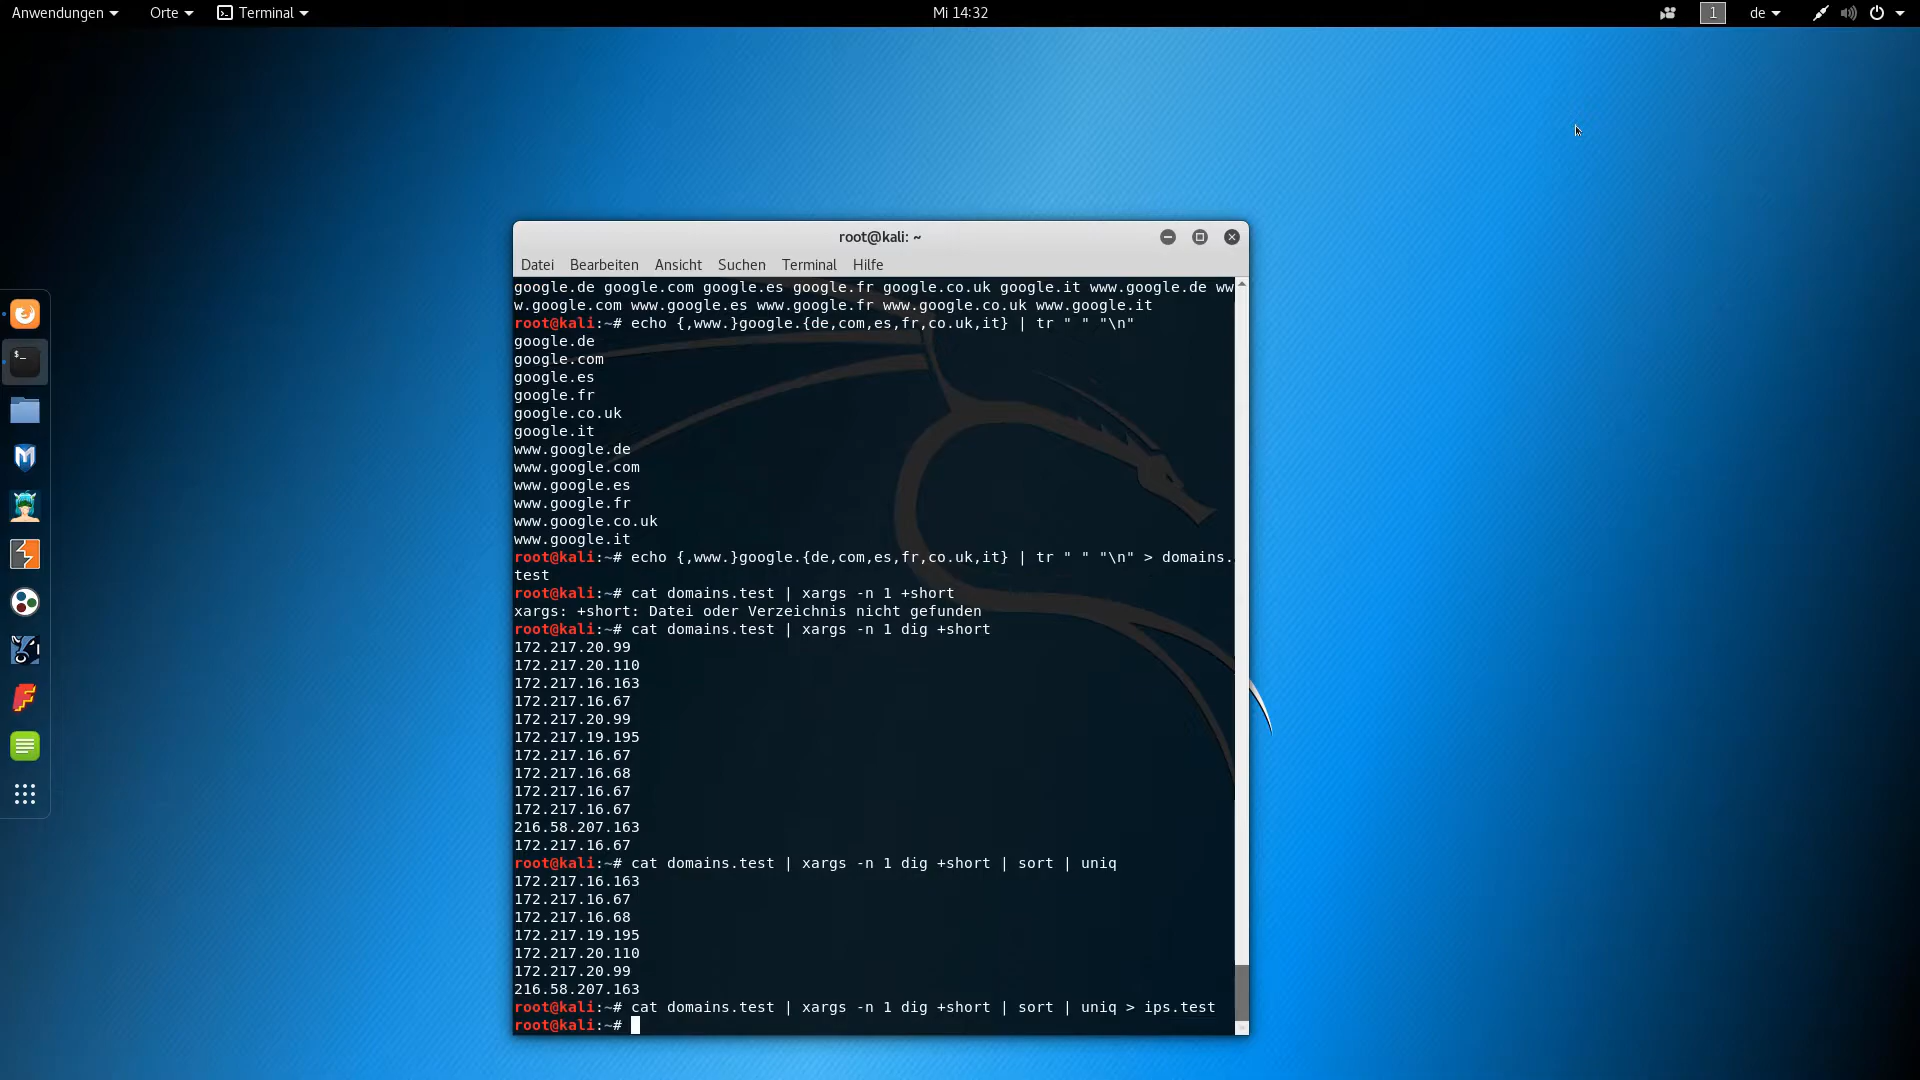 Anwendungen Orte Terminal Mi 14:32 1 de
root@kali: ~
Datei Bearbeiten Ansicht Suchen Terminal Hilfe
google.de google.com google.es google.fr google.co.uk google.it www.google.de ww
w.google.com www.google.es www.google.fr www.google.co.uk www.google.it
root@kali:~# echo {,www.}google.{de,com,es,fr,co.uk,it} | tr " " "\n"
google.de
google.com
google.es
google.fr
google.co.uk
google.it
www.google.de
www.google.com
www.google.es
www.google.fr
www.google.co.uk
www.google.it
root@kali:~# echo {,www.}google.{de,com,es,fr,co.uk,it} | tr " " "\n" > domains.
test
root@kali:~# cat domains.test | xargs -n 1 +short
xargs: +short: Datei oder Verzeichnis nicht gefunden
root@kali:~# cat domains.test | xargs -n 1 dig +short
172.217.20.99
172.217.20.110
172.217.16.163
172.217.16.67
172.217.20.99
172.217.19.195
172.217.16.67
172.217.16.68
172.217.16.67
172.217.16.67
216.58.207.163
172.217.16.67
root@kali:~# cat domains.test | xargs -n 1 dig +short | sort | uniq
172.217.16.163
172.217.16.67
172.217.16.68
172.217.19.195
172.217.20.110
172.217.20.99
216.58.207.163
root@kali:~# cat domains.test | xargs -n 1 dig +short | sort | uniq > ips.test
root@kali:~#